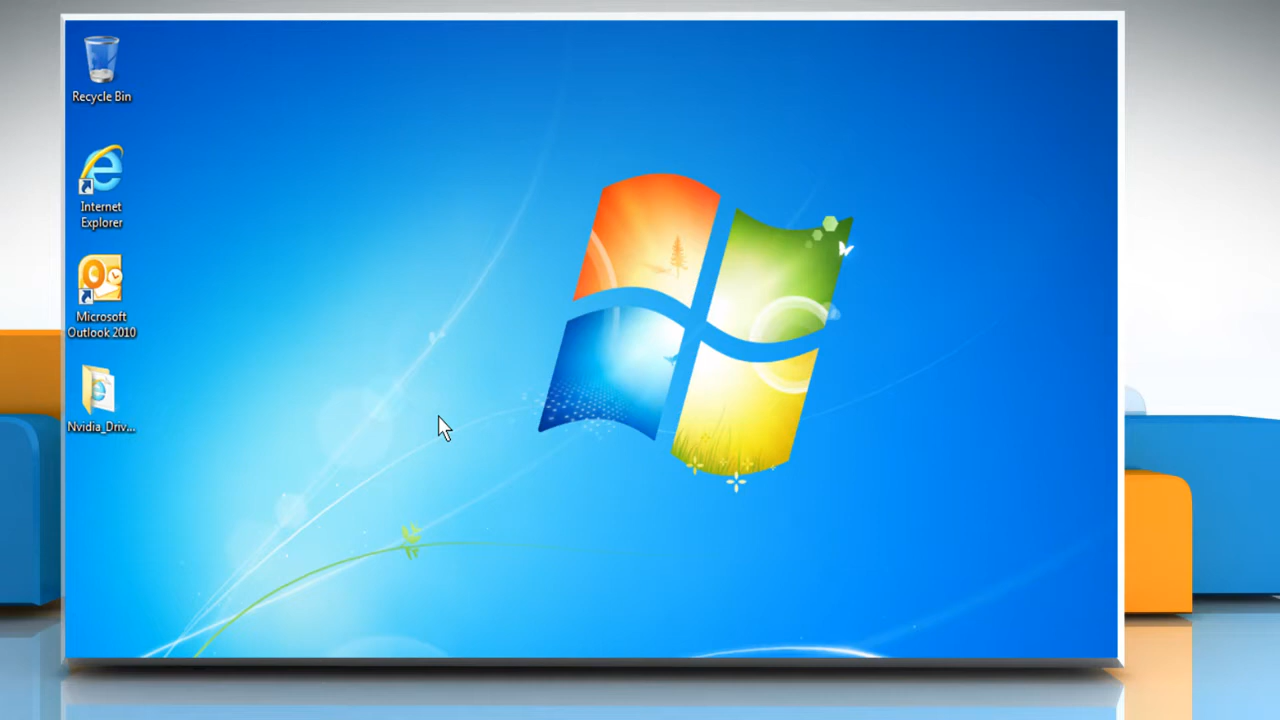 Recycle Bin
Internet
Explorer
Microsoft
Outlook 2010
Nvidia_Driv...